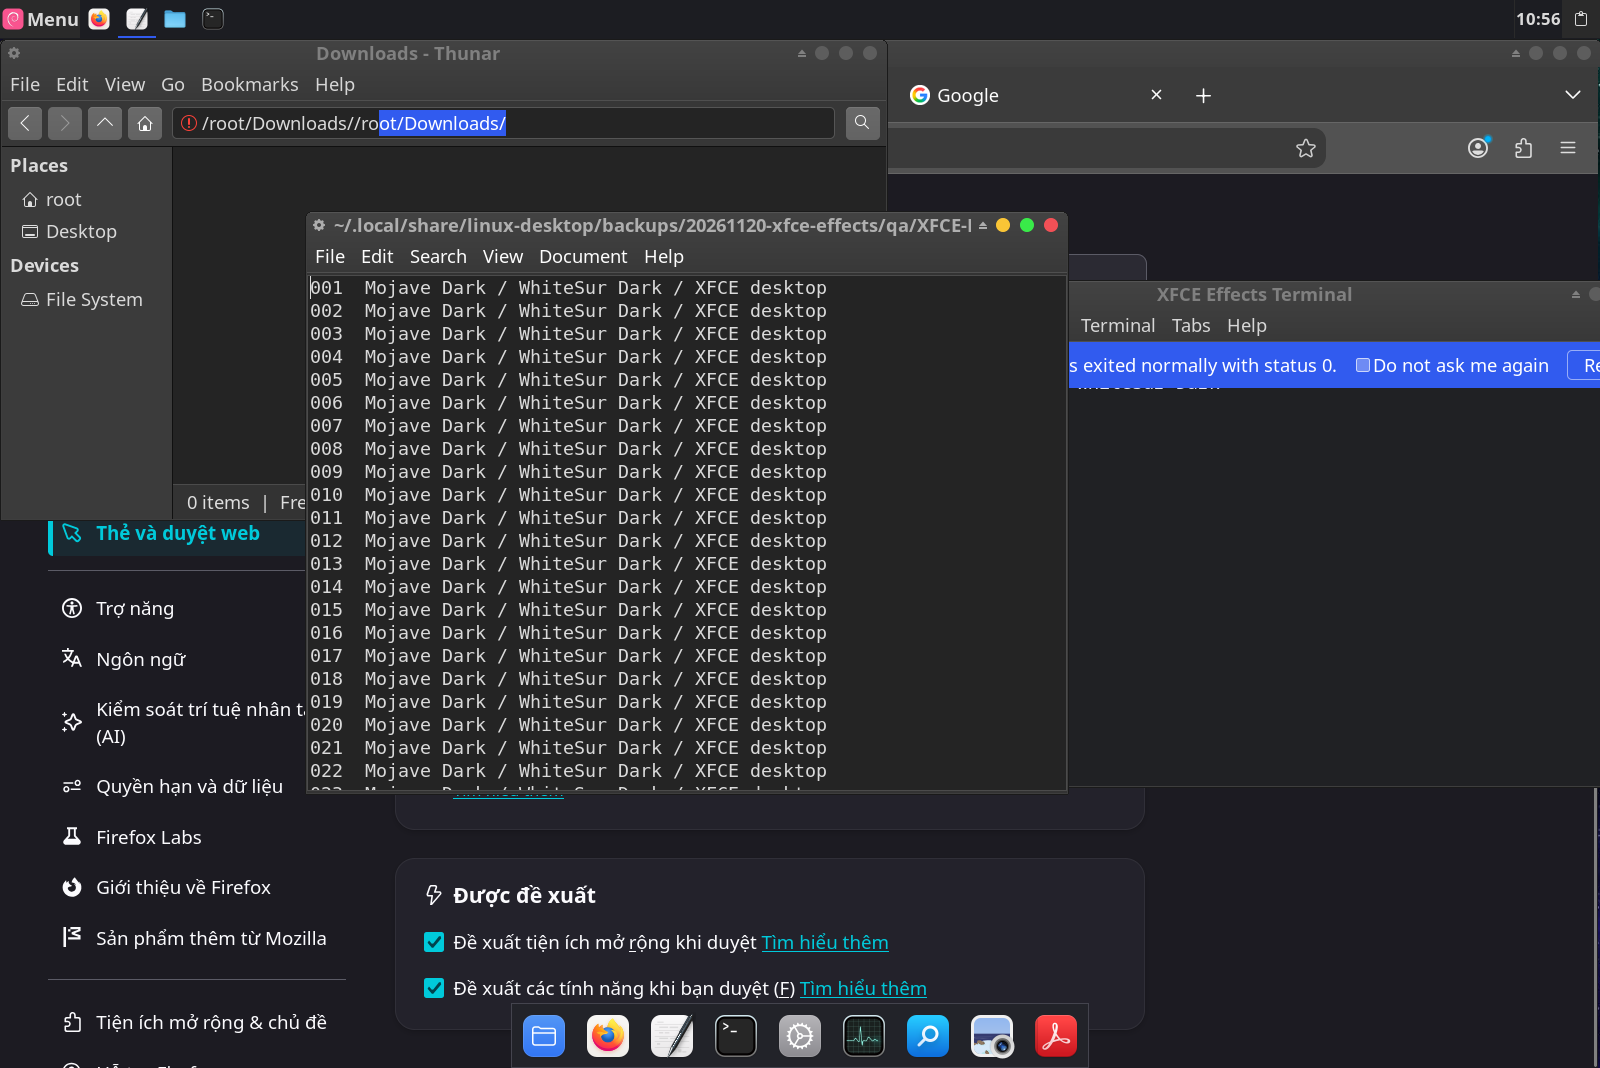 Menu
10:56
Downloads - Thunar
File Edit View Go Bookmarks Help
/root/Downloads//root/Downloads/
Places
root
Desktop
Devices
File System
0 items | Fre
Google
~/.local/share/linux-desktop/backups/20261120-xfce-effects/qa/XFCE-
File Edit Search View Document Help
001 Mojave Dark / WhiteSur Dark / XFCE desktop
002 Mojave Dark / WhiteSur Dark / XFCE desktop
003 Mojave Dark / WhiteSur Dark / XFCE desktop
004 Mojave Dark / WhiteSur Dark / XFCE desktop
005 Mojave Dark / WhiteSur Dark / XFCE desktop
006 Mojave Dark / WhiteSur Dark / XFCE desktop
007 Mojave Dark / WhiteSur Dark / XFCE desktop
008 Mojave Dark / WhiteSur Dark / XFCE desktop
009 Mojave Dark / WhiteSur Dark / XFCE desktop
010 Mojave Dark / WhiteSur Dark / XFCE desktop
011 Mojave Dark / WhiteSur Dark / XFCE desktop
012 Mojave Dark / WhiteSur Dark / XFCE desktop
013 Mojave Dark / WhiteSur Dark / XFCE desktop
014 Mojave Dark / WhiteSur Dark / XFCE desktop
015 Mojave Dark / WhiteSur Dark / XFCE desktop
016 Mojave Dark / WhiteSur Dark / XFCE desktop
017 Mojave Dark / WhiteSur Dark / XFCE desktop
018 Mojave Dark / WhiteSur Dark / XFCE desktop
019 Mojave Dark / WhiteSur Dark / XFCE desktop
020 Mojave Dark / WhiteSur Dark / XFCE desktop
021 Mojave Dark / WhiteSur Dark / XFCE desktop
022 Mojave Dark / WhiteSur Dark / XFCE desktop
XFCE Effects Terminal
Terminal Tabs Help
s exited normally with status 0. Do not ask me again Re
Thẻ và duyệt web
Trợ năng
Ngôn ngữ
Kiểm soát trí tuệ nhân
(AI)
Quyền hạn và dữ liệu
Firefox Labs
Giới thiệu về Firefox
Sản phẩm thêm từ Mozilla
Tiện ích mở rộng & chủ đề
Được đề xuất
Đề xuất tiện ích mở rộng khi duyệt Tìm hiểu thêm
Đề xuất các tính năng khi bạn duyệt (F) Tìm hiểu thêm